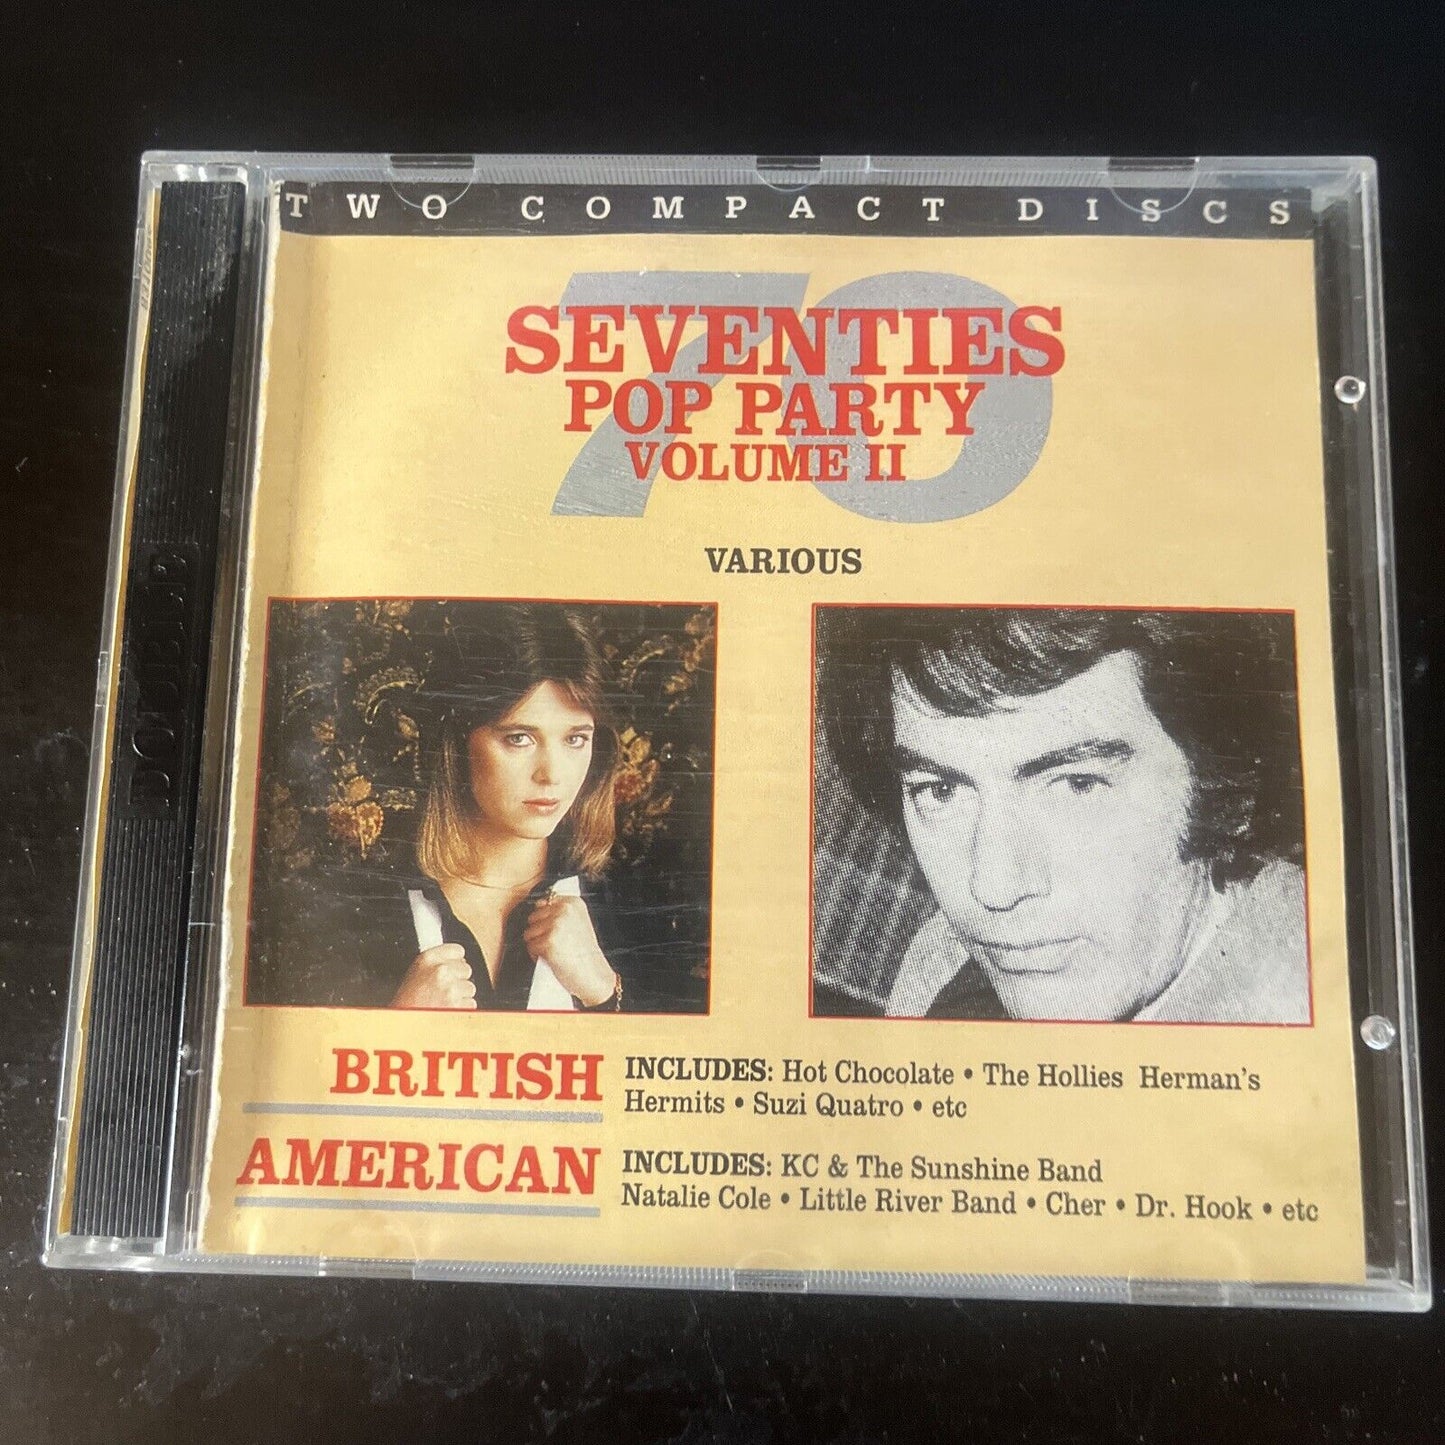 TWO COMPACT DISCS
70
SEVENTIES
POP PARTY
VOLUME II
VARIOUS
DOUBLE
BRITISH
INCLUDES: Hot Chocolate • The Hollies Herman's
Hermits • Suzi Quatro • etc
AMERICAN
INCLUDES: KC & The Sunshine Band
Natalie Cole • Little River Band • Cher • Dr. Hook • etc